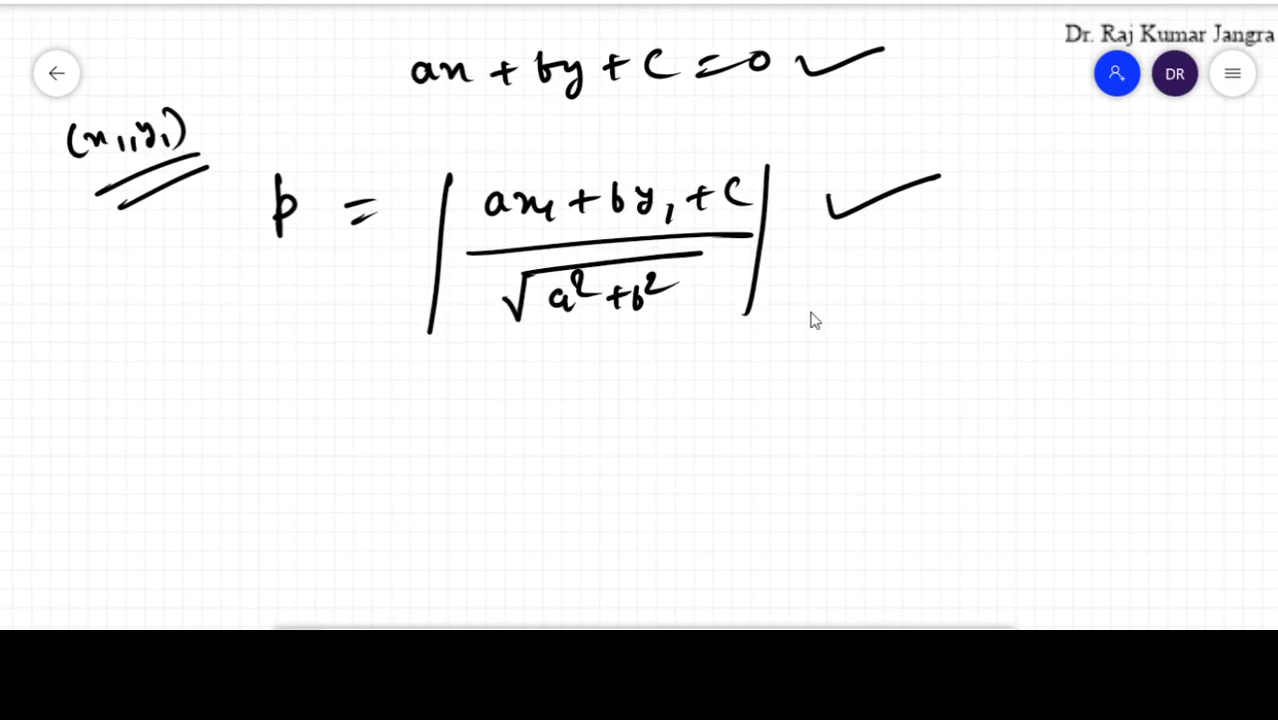 Dr. Raj Kumar Jangra
ax + by + c = 0 ✓
DR
(x₁, y₁)
p = | (ax₁ + by₁ + c) / √(a² + b²) | ✓